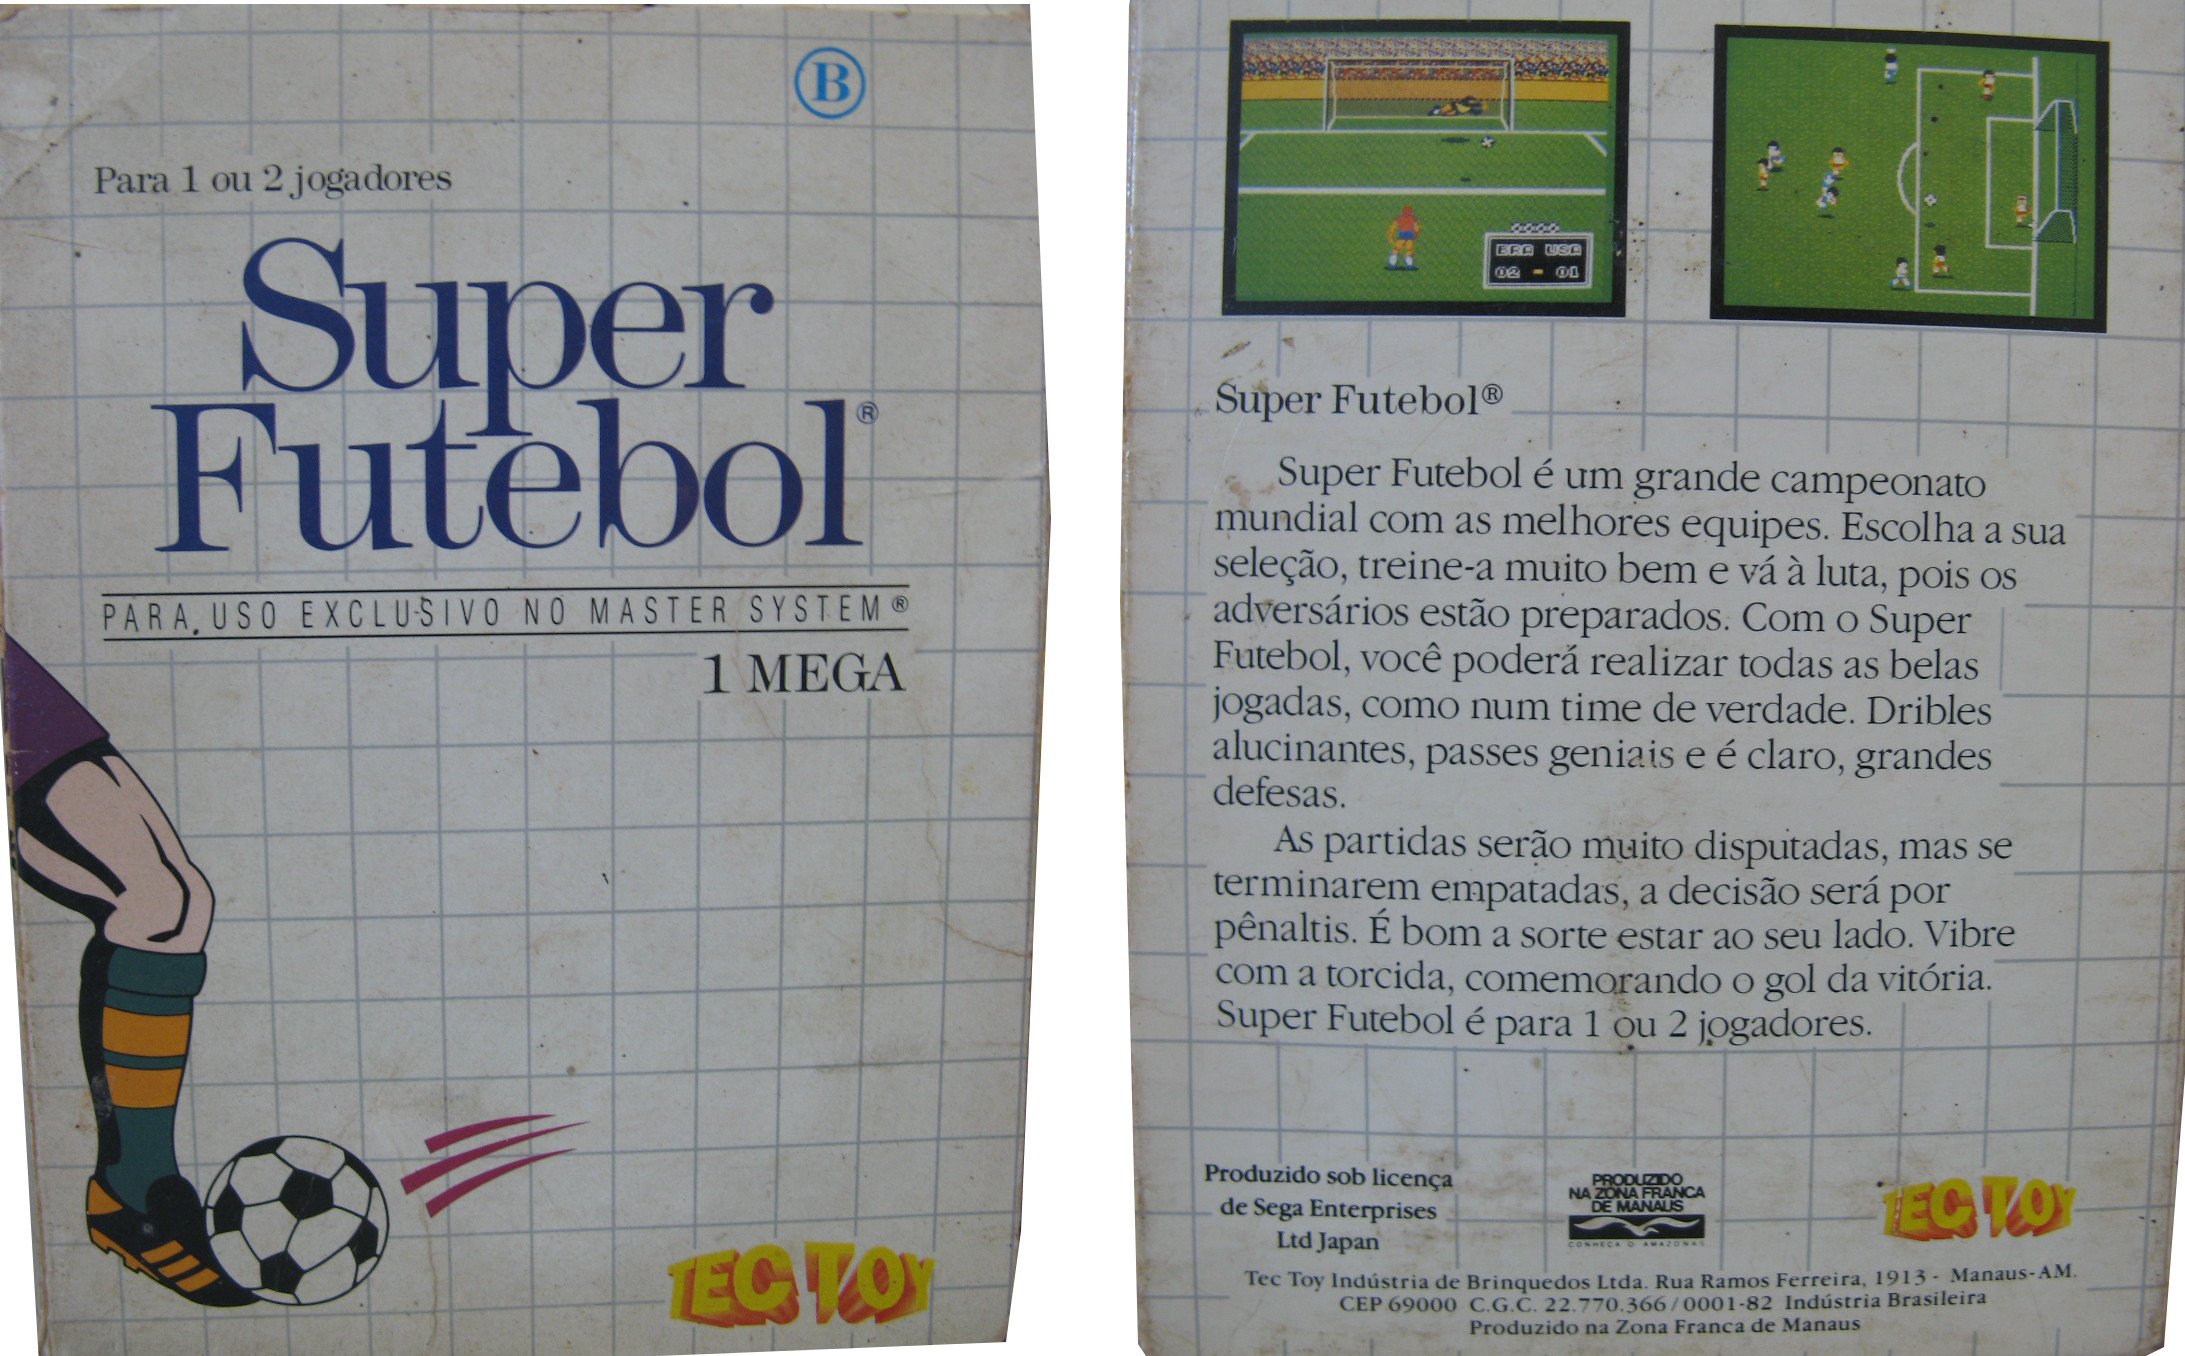 B
Para 1 ou 2 jogadores
Super
Futebol®
PARA USO EXCLUSIVO NO MASTER SYSTEM®
1 MEGA
TEC TOY
BRA USA
02 - 01
Super Futebol®
Super Futebol é um grande campeonato
mundial com as melhores equipes. Escolha a sua
seleção, treine-a muito bem e vá à luta, pois os
adversários estão preparados. Com o Super
Futebol, você poderá realizar todas as belas
jogadas, como num time de verdade. Dribles
alucinantes, passes geniais e é claro, grandes
defesas.
As partidas serão muito disputadas, mas se
terminarem empatadas, a decisão será por
pênaltis. É bom a sorte estar ao seu lado. Vibre
com a torcida, comemorando o gol da vitória.
Super Futebol é para 1 ou 2 jogadores.
Produzido sob licença
de Sega Enterprises
Ltd Japan
PRODUZIDO
NA ZONA FRANCA
DE MANAUS
CONHEÇA O AMAZONAS
TEC TOY
Tec Toy Indústria de Brinquedos Ltda. Rua Ramos Ferreira, 1913 - Manaus-AM.
CEP 69000 C.G.C. 22.770.366/0001-82 Indústria Brasileira
Produzido na Zona Franca de Manaus